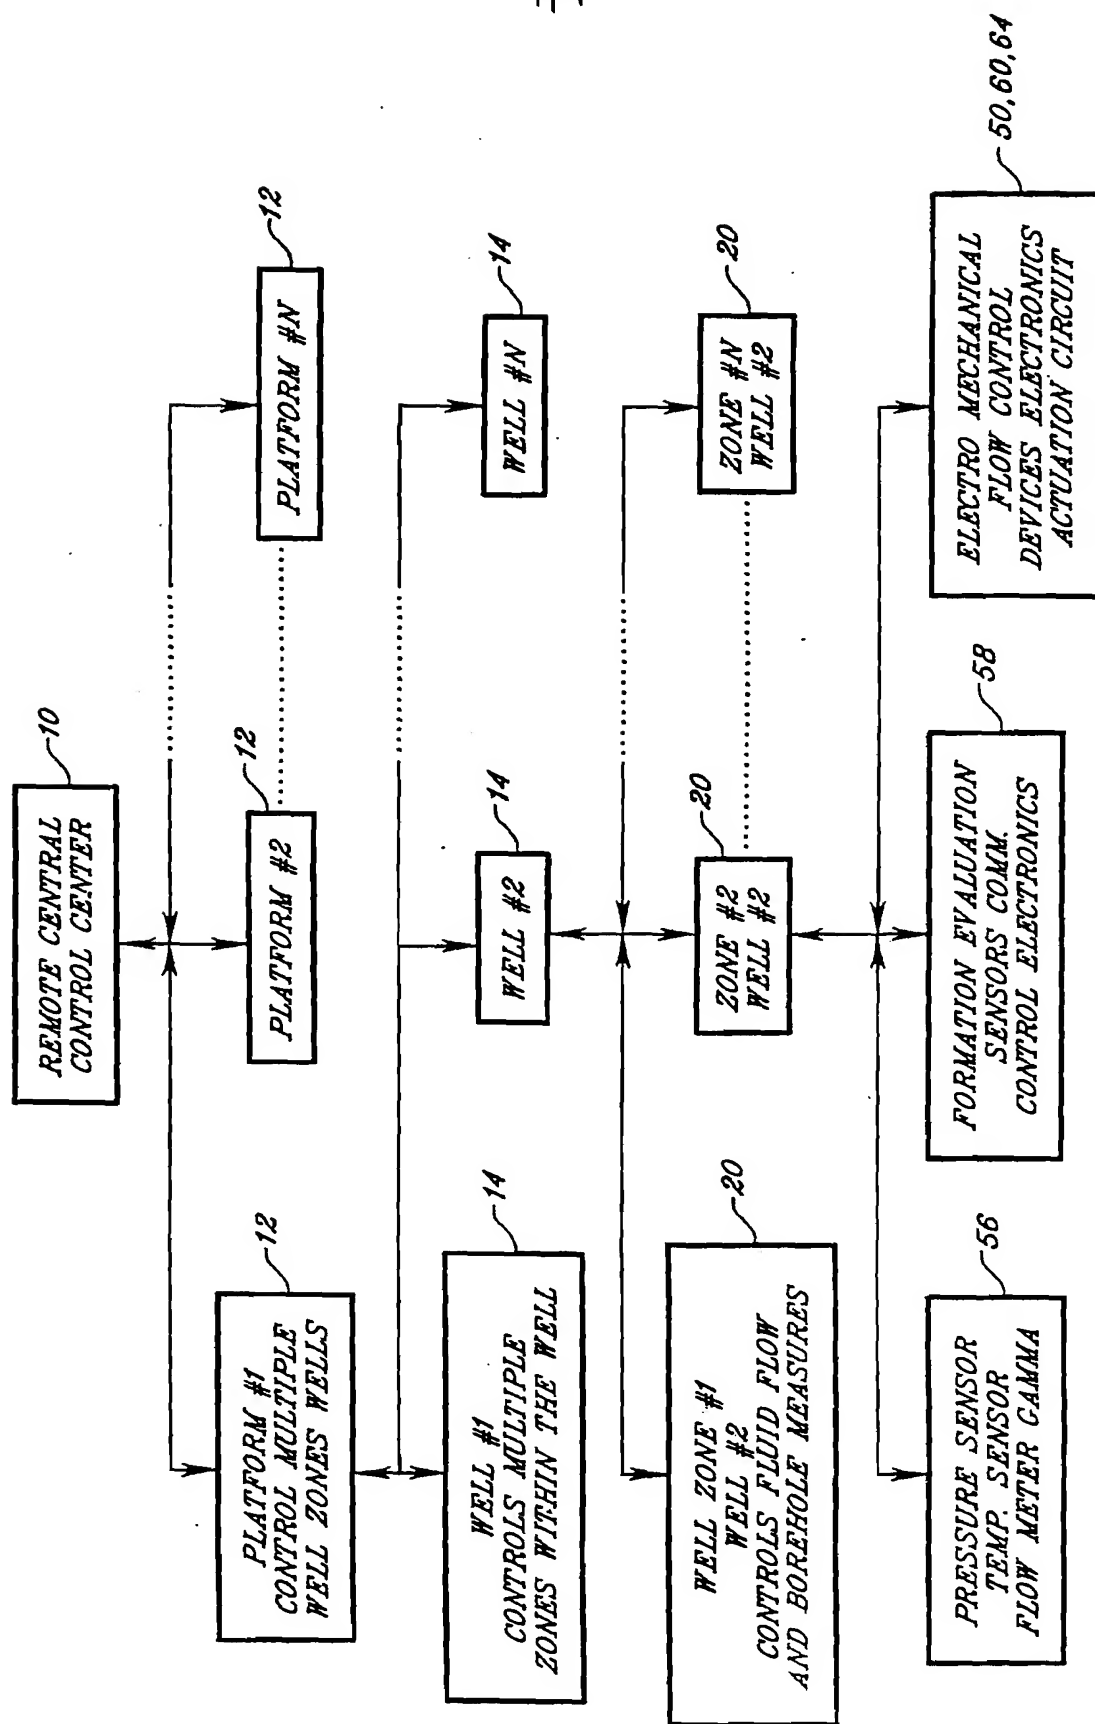 10
REMOTE CENTRAL
CONTROL CENTER
12
PLATFORM #1
CONTROL MULTIPLE
WELL ZONES WELLS
12
PLATFORM #2
12
PLATFORM #N
14
WELL #1
CONTROLS MULTIPLE
ZONES WITHIN THE WELL
14
WELL #2
14
WELL #N
20
WELL ZONE #1
WELL #2
CONTROLS FLUID FLOW
AND BOREHOLE MEASURES
20
ZONE #2
WELL #2
20
ZONE #N
WELL #2
56
PRESSURE SENSOR
TEMP. SENSOR
FLOW METER GAMMA
58
FORMATION EVALUATION
SENSORS COMM.
CONTROL ELECTRONICS
50,60,64
ELECTRO MECHANICAL
FLOW CONTROL
DEVICES ELECTRONICS
ACTUATION CIRCUIT